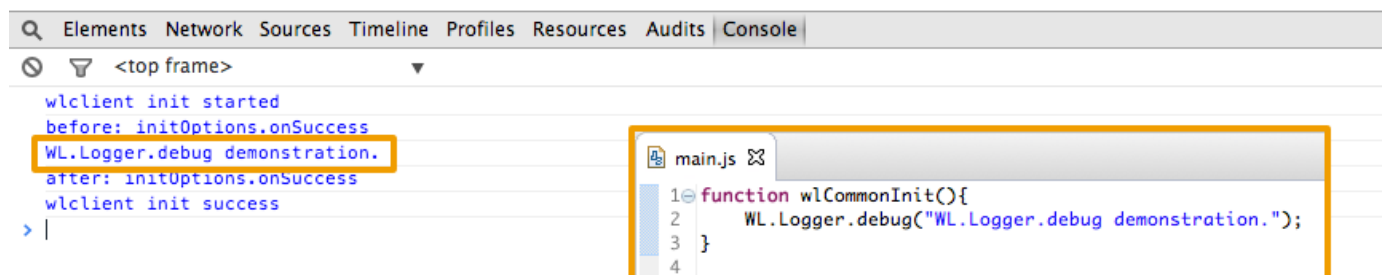 Elements Network Sources Timeline Profiles Resources Audits Console
<top frame> ▼
wlclient init started
before: initOptions.onSuccess
WL.Logger.debug demonstration.
after: initOptions.onSuccess
wlclient init success
>
main.js
1 function wlCommonInit(){
2 WL.Logger.debug("WL.Logger.debug demonstration.");
3 }
4